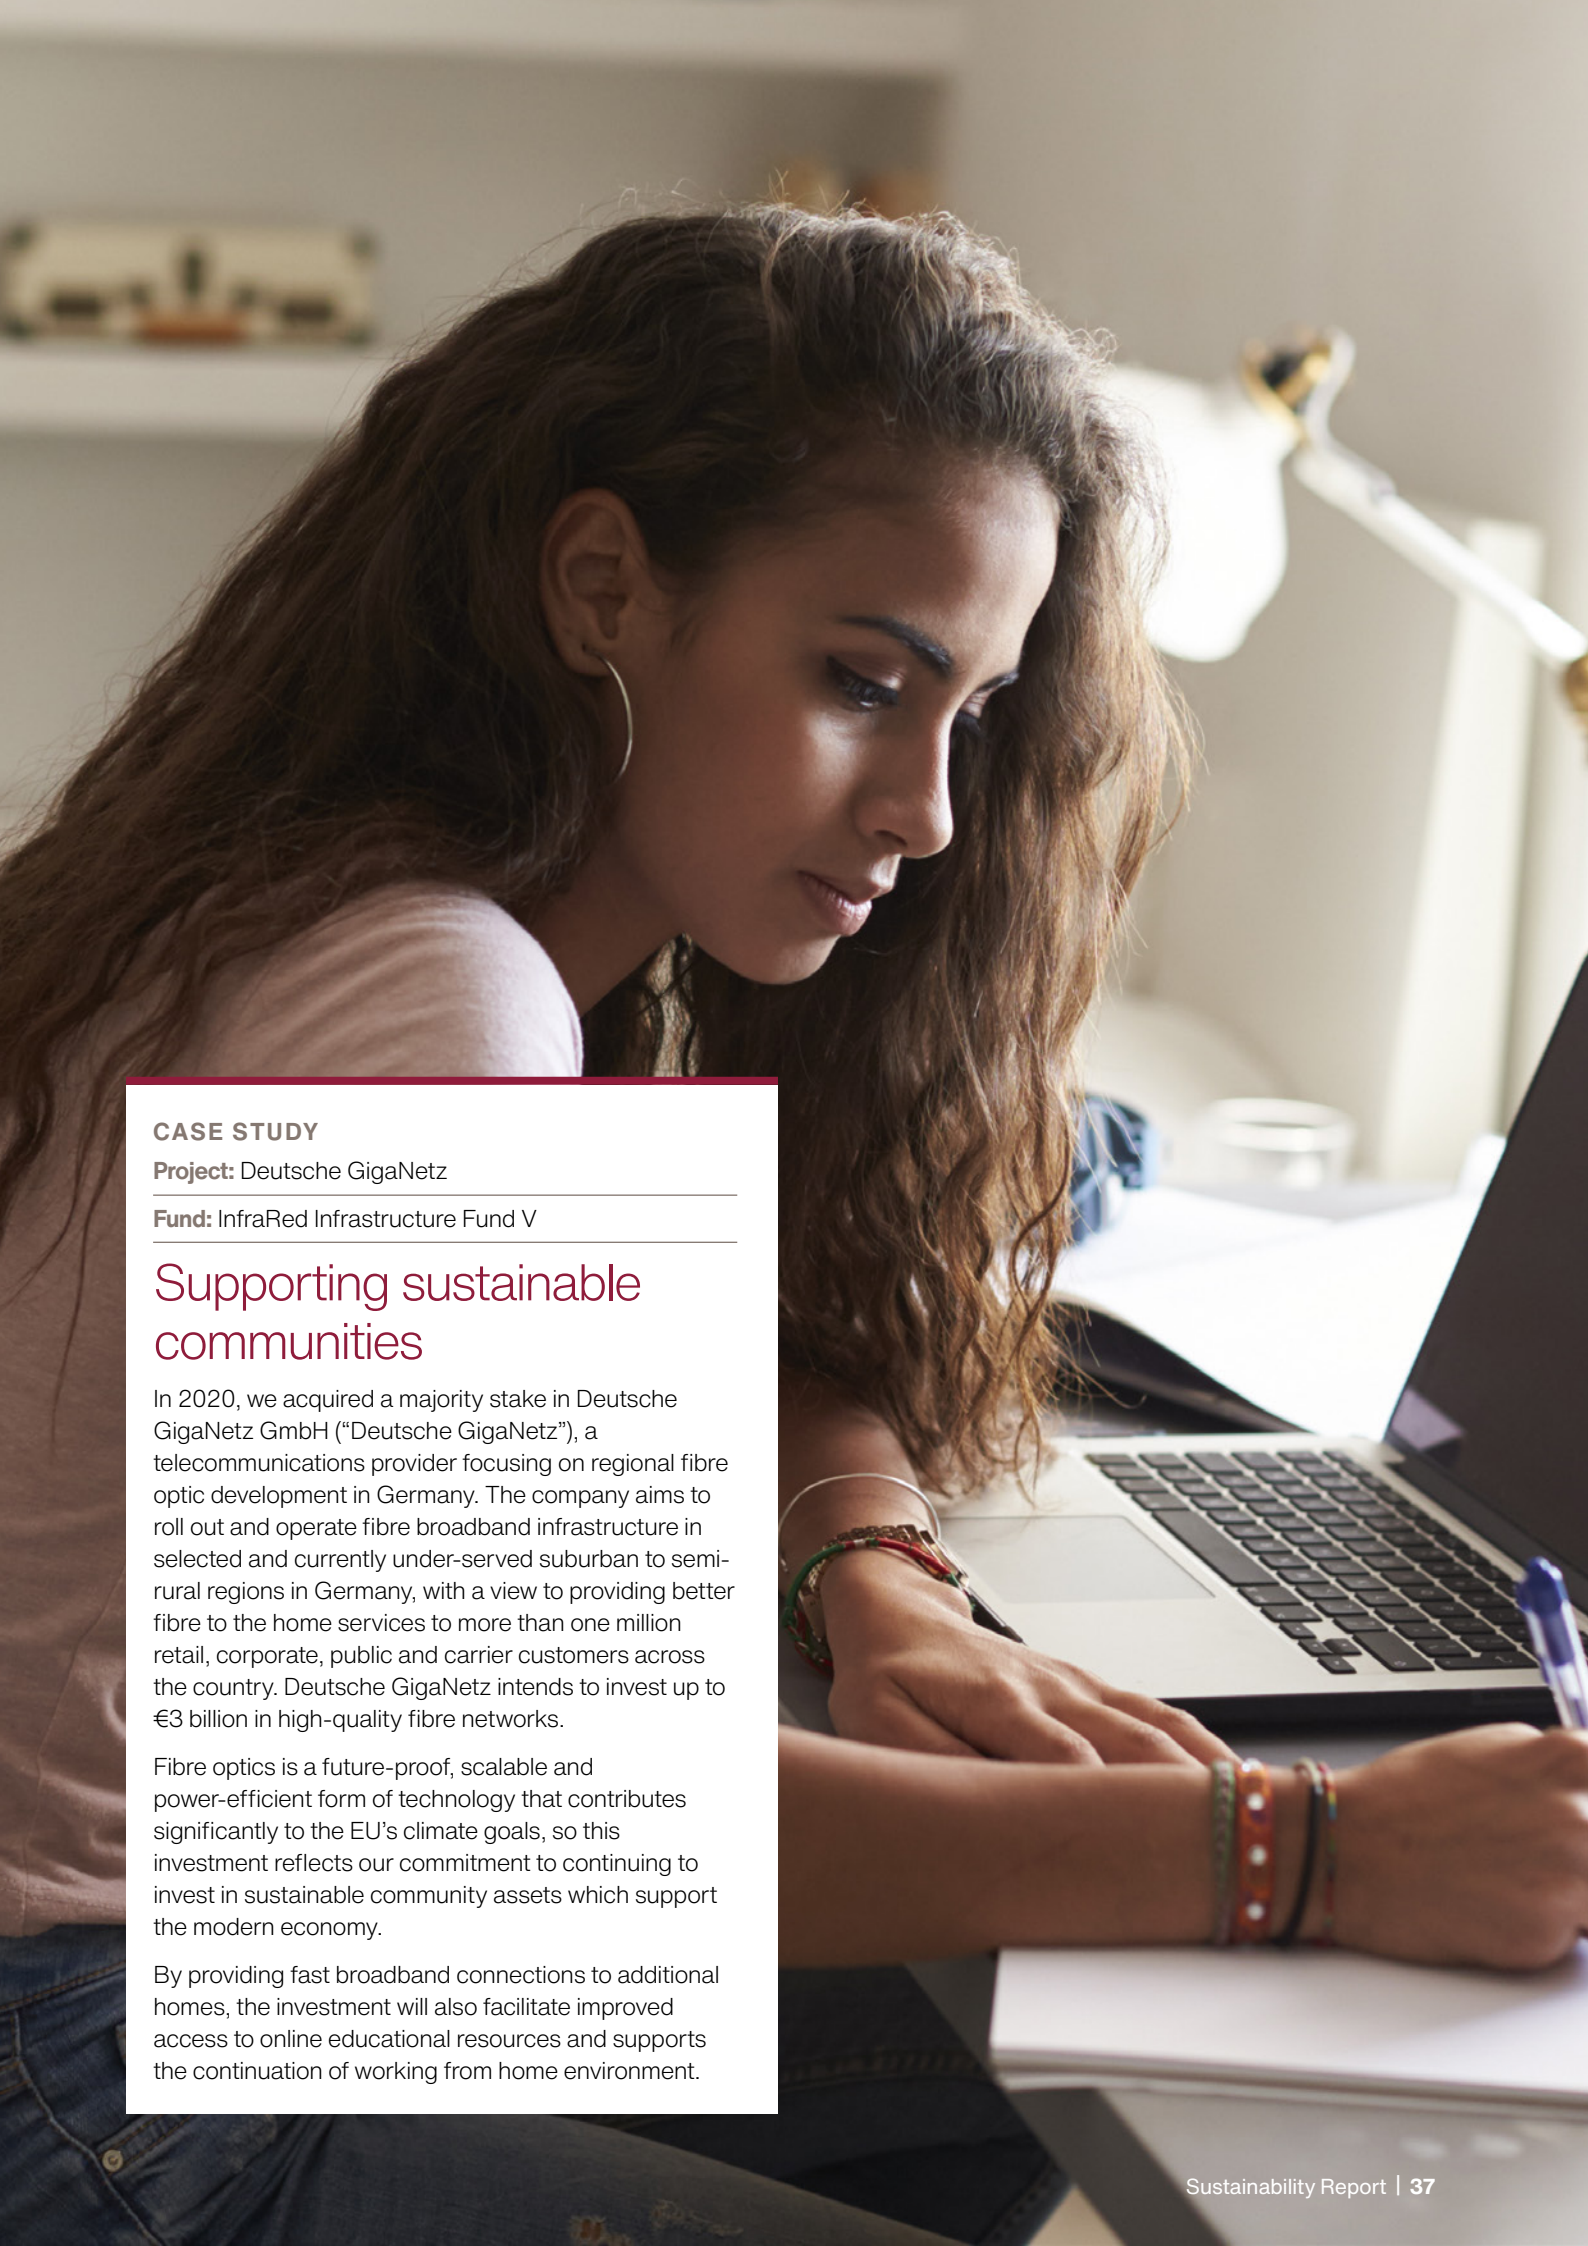 CASE STUDY
Project: Deutsche GigaNetz
Fund: InfraRed Infrastructure Fund V
Supporting sustainable
communities
In 2020, we acquired a majority stake in Deutsche
GigaNetz GmbH (“Deutsche GigaNetz”), a
telecommunications provider focusing on regional fibre
optic development in Germany. The company aims to
roll out and operate fibre broadband infrastructure in
selected and currently under-served suburban to semi-
rural regions in Germany, with a view to providing better
fibre to the home services to more than one million
retail, corporate, public and carrier customers across
the country. Deutsche GigaNetz intends to invest up to
€3 billion in high-quality fibre networks.
Fibre optics is a future-proof, scalable and
power-efficient form of technology that contributes
significantly to the EU’s climate goals, so this
investment reflects our commitment to continuing to
invest in sustainable community assets which support
the modern economy.
By providing fast broadband connections to additional
homes, the investment will also facilitate improved
access to online educational resources and supports
the continuation of working from home environment.
Sustainability Report | 37